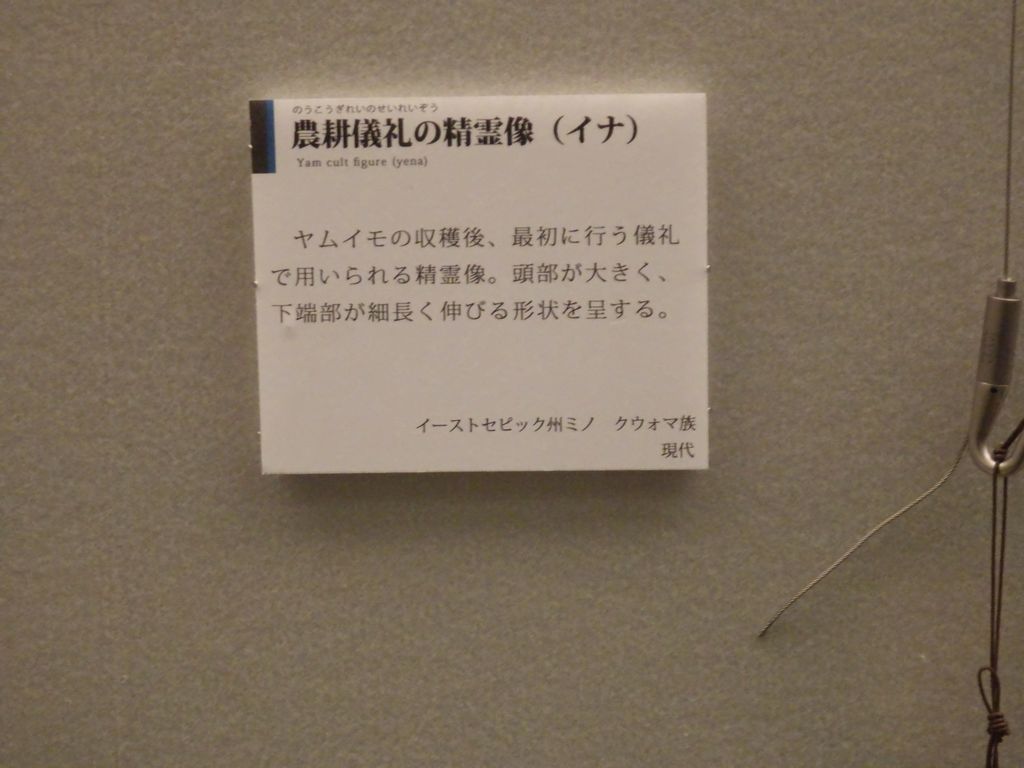 のうこうぎれいのせいれいぞう
農耕儀礼の精霊像（イナ）
Yam cult figure (yena)
ヤムイモの収穫後、最初に行う儀礼
で用いられる精霊像。頭部が大きく、
下端部が細長く伸びる形状を呈する。
イーストセピック州ミノ　クウォマ族
現代